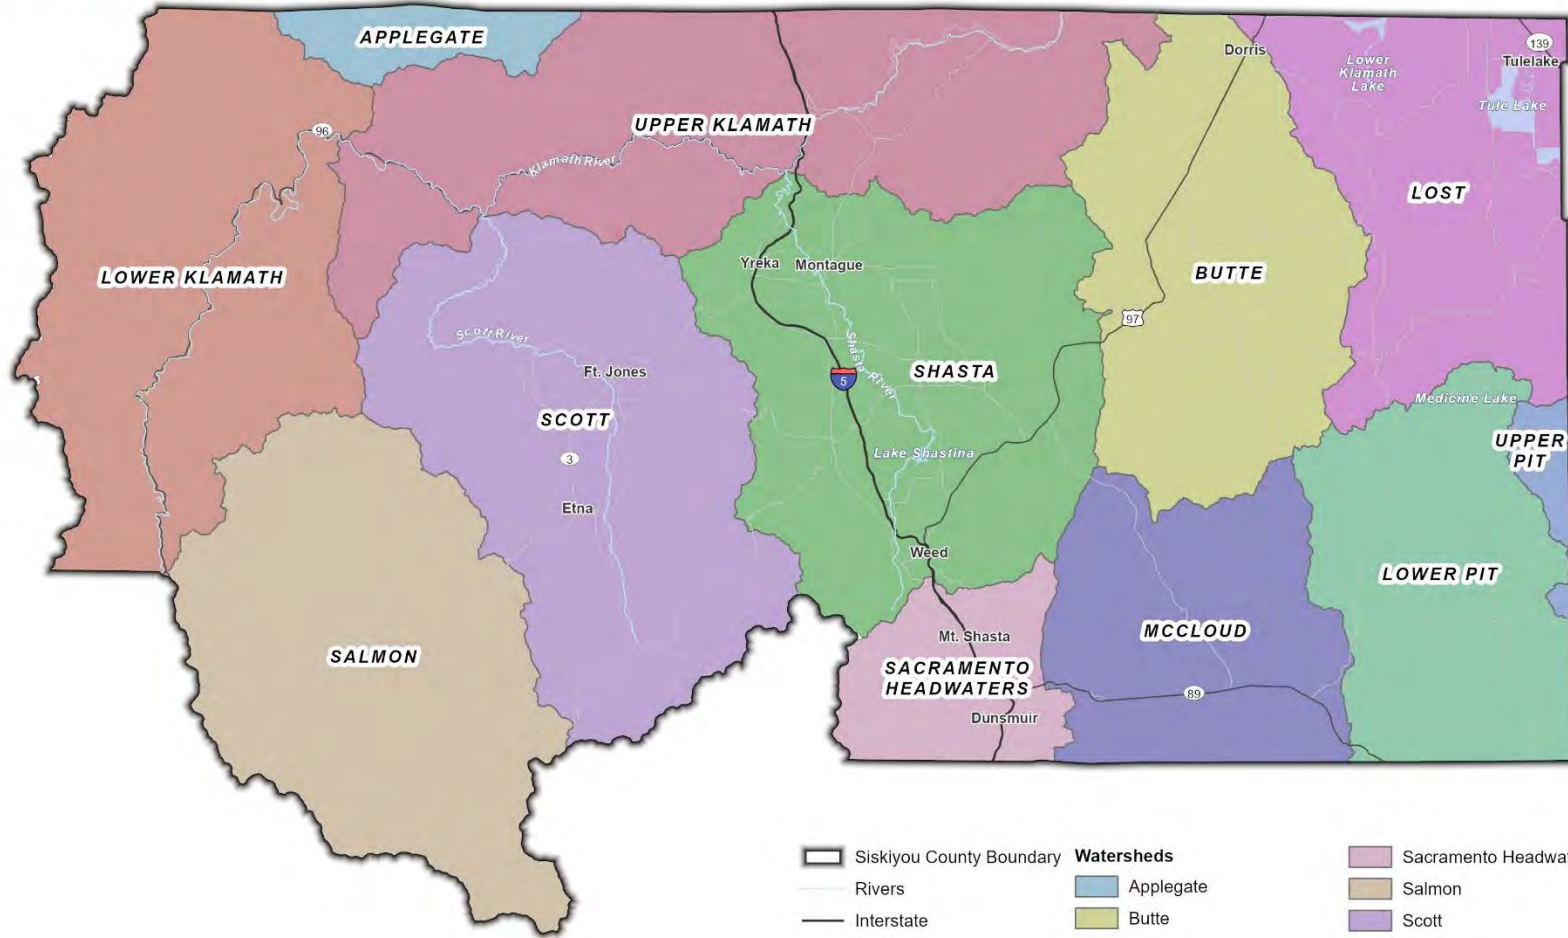 APPLEGATE
Dorris
139
Tulelake
Lower
Klamath
Lake
Tule Lake
96
UPPER KLAMATH
Klamath River
LOST
LOWER KLAMATH
Yreka
Montague
BUTTE
97
Scott River
Shasta River
Ft. Jones
5
SHASTA
Medicine Lake
SCOTT
3
Lake Shastina
UPPER
PIT
Etna
Weed
LOWER PIT
SALMON
Mt. Shasta
MCCLOUD
SACRAMENTO
HEADWATERS
89
Dunsmuir
Siskiyou County Boundary
Rivers
Interstate
Watersheds
Applegate
Butte
Sacramento Headwa
Salmon
Scott